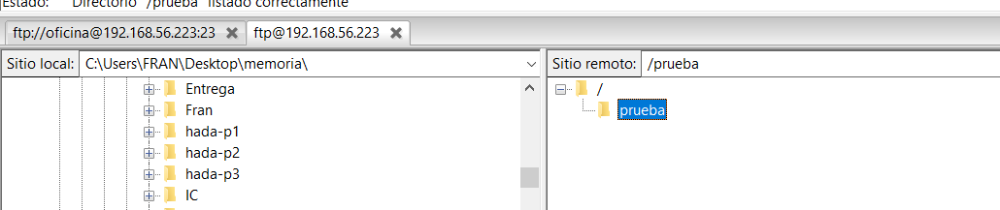 Estado: Directorio "/prueba" listado correctamente
ftp://oficina@192.168.56.223:23 ftp@192.168.56.223
Sitio local: C:\Users\FRAN\Desktop\memoria\ Sitio remoto: /prueba
Entrega /
Fran prueba
hada-p1
hada-p2
hada-p3
IC